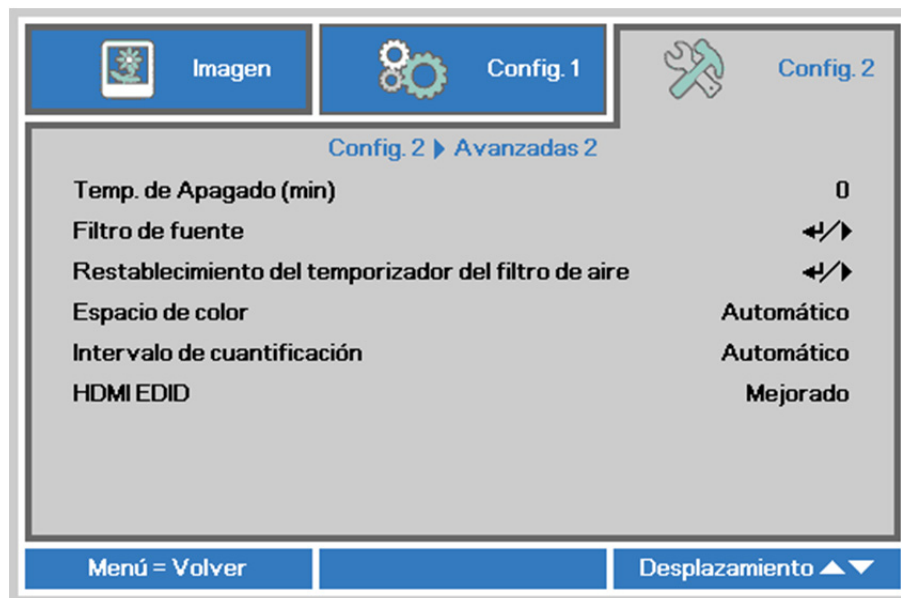 Imagen
Config. 1
Config. 2
Config. 2 ▶ Avanzadas 2
Temp. de Apagado (min) 0
Filtro de fuente ↵/▶
Restablecimiento del temporizador del filtro de aire ↵/▶
Espacio de color Automático
Intervalo de cuantificación Automático
HDMI EDID Mejorado
Menú = Volver
Desplazamiento ▲▼